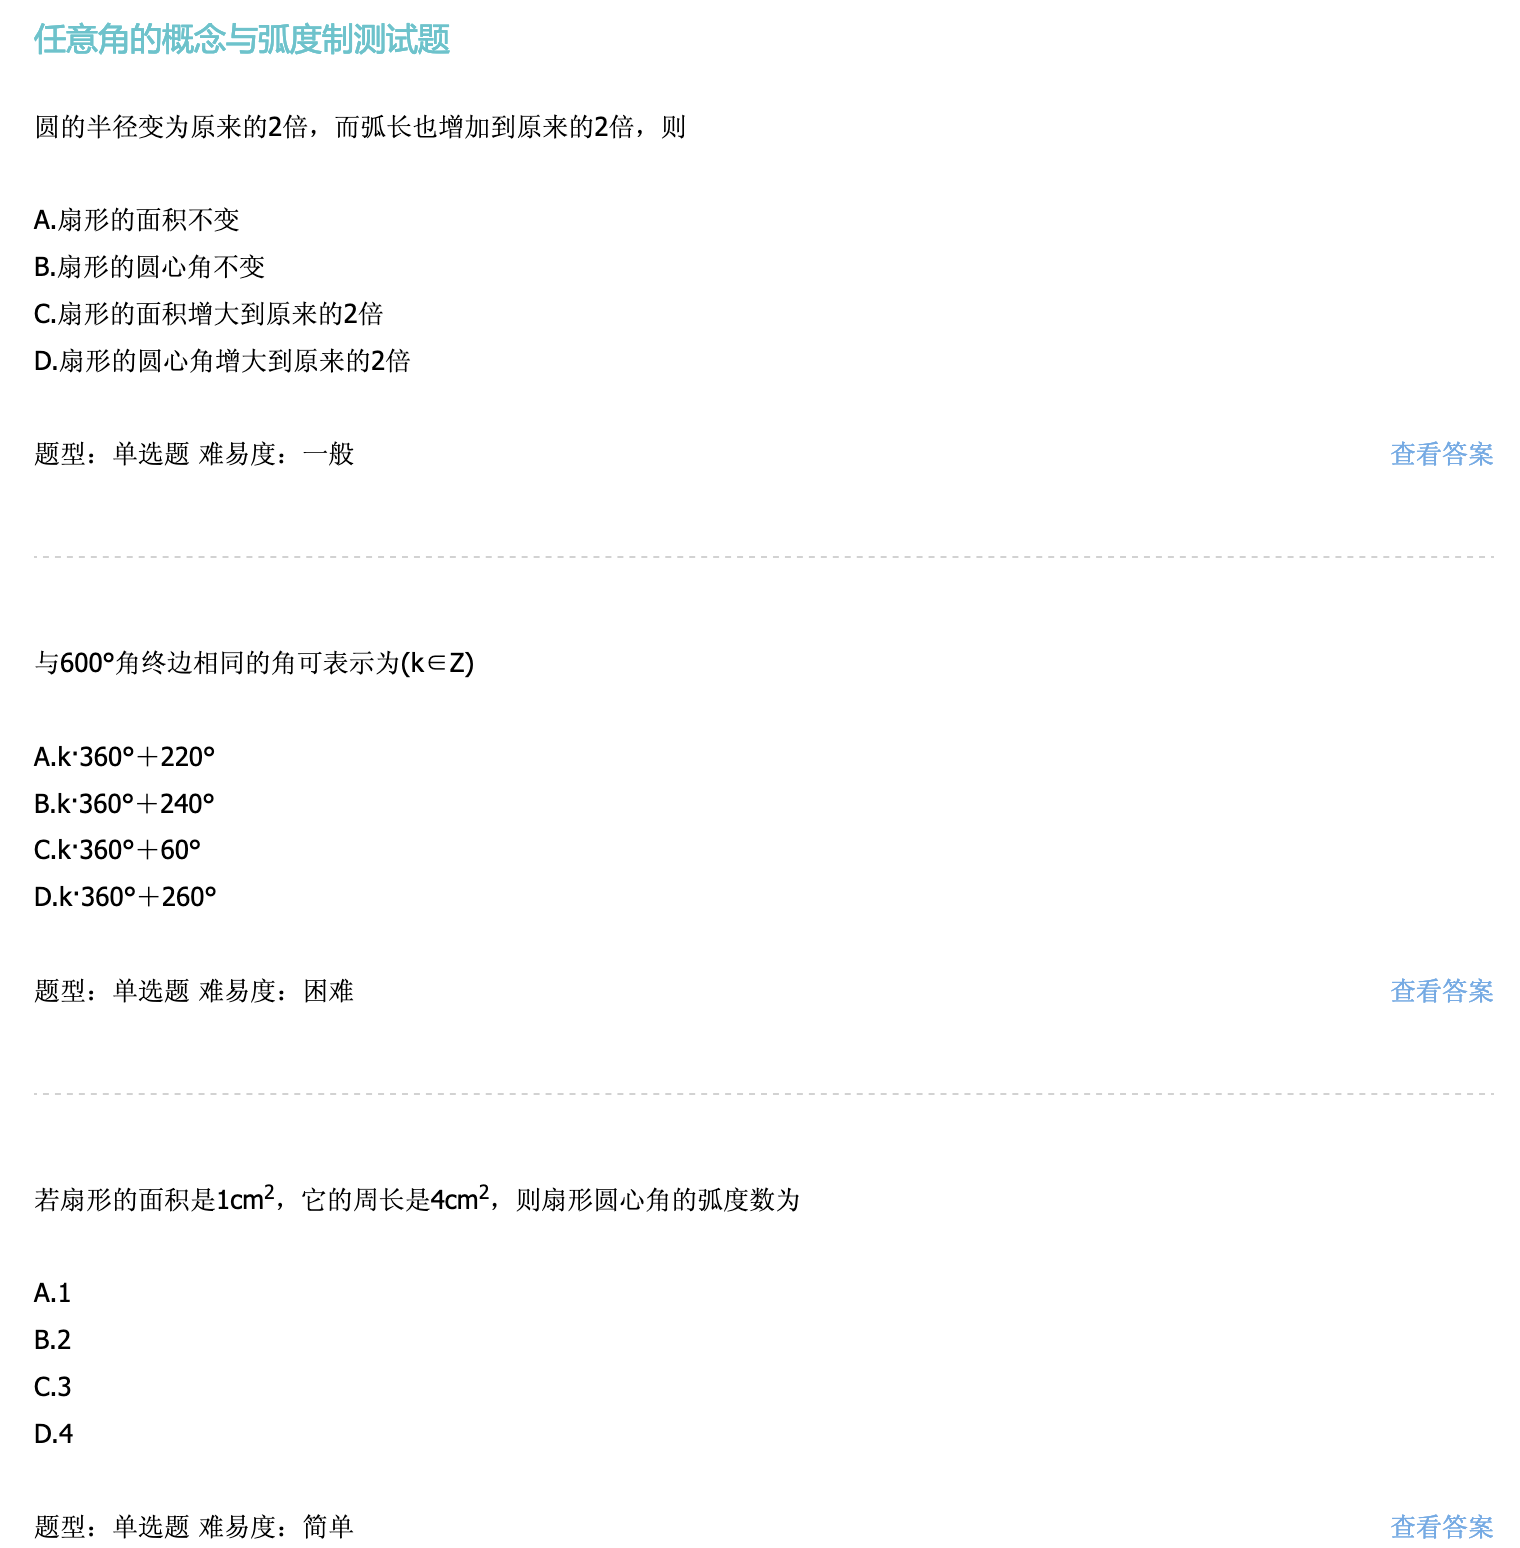 任意角的概念与弧度制测试题
圆的半径变为原来的2倍，而弧长也增加到原来的2倍，则
A.扇形的面积不变
B.扇形的圆心角不变
C.扇形的面积增大到原来的2倍
D.扇形的圆心角增大到原来的2倍
题型：单选题 难易度：一般 查看答案
与600°角终边相同的角可表示为(k∈Z)
A.k·360°＋220°
B.k·360°＋240°
C.k·360°＋60°
D.k·360°＋260°
题型：单选题 难易度：困难 查看答案
若扇形的面积是1cm²，它的周长是4cm²，则扇形圆心角的弧度数为
A.1
B.2
C.3
D.4
题型：单选题 难易度：简单 查看答案